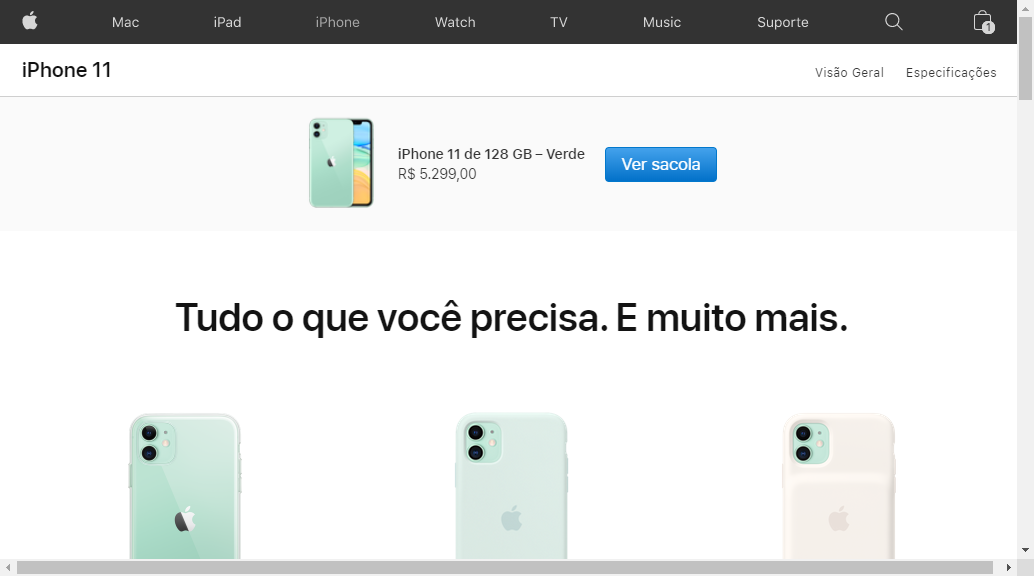 Mac iPad iPhone Watch TV Music Suporte 1
iPhone 11 Visão Geral Especificações
iPhone 11 de 128 GB – Verde
R$ 5.299,00
Ver sacola
Tudo o que você precisa. E muito mais.